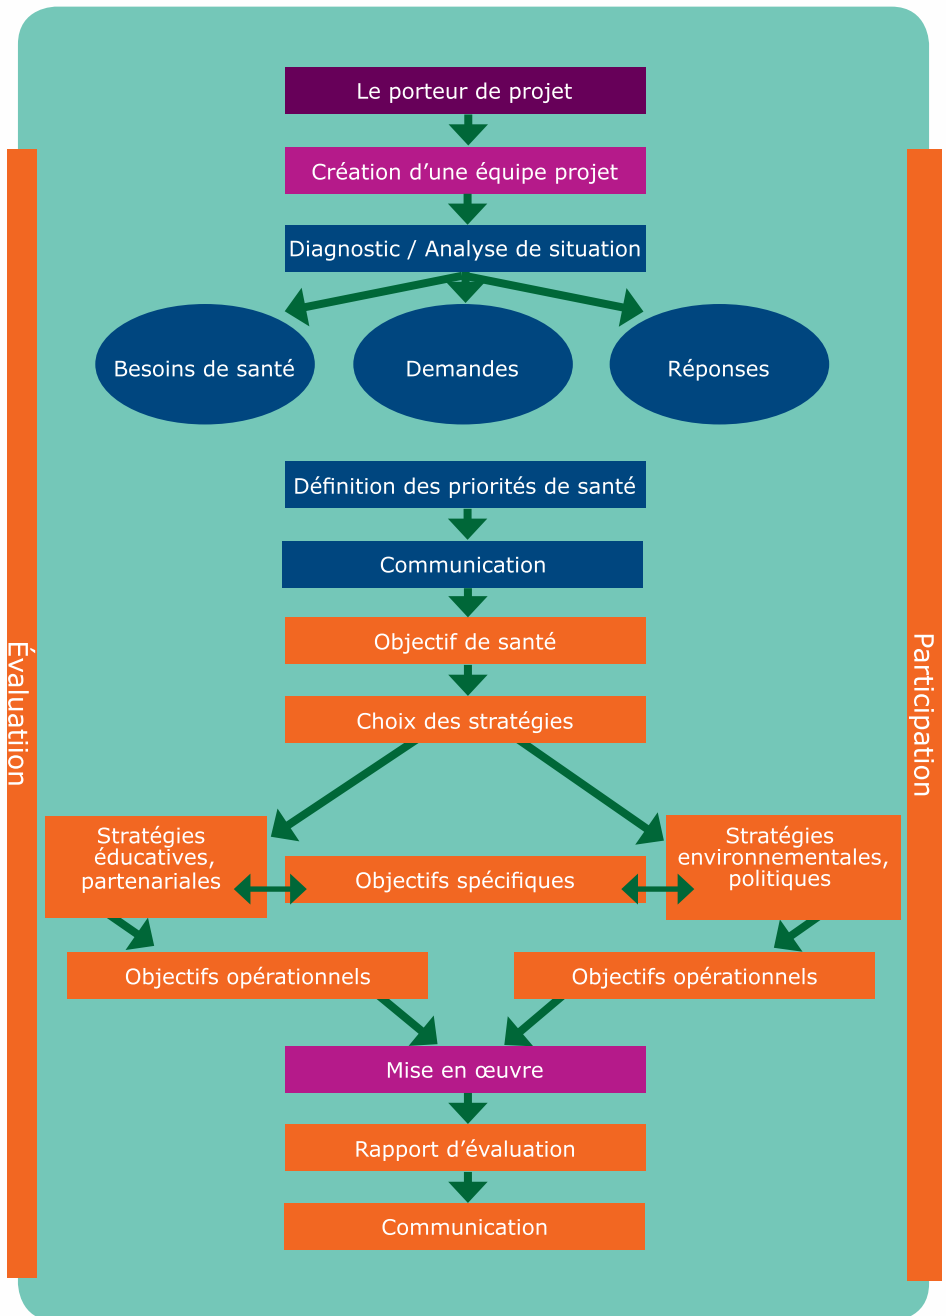 Le porteur de projet
Création d’une équipe projet
Diagnostic / Analyse de situation
Besoins de santé
Demandes
Réponses
Définition des priorités de santé
Communication
Objectif de santé
Évaluatiion
Participation
Choix des stratégies
Stratégies
éducatives,
partenariales
Objectifs spécifiques
Stratégies
environnementales,
politiques
Objectifs opérationnels
Objectifs opérationnels
Mise en œuvre
Rapport d’évaluation
Communication